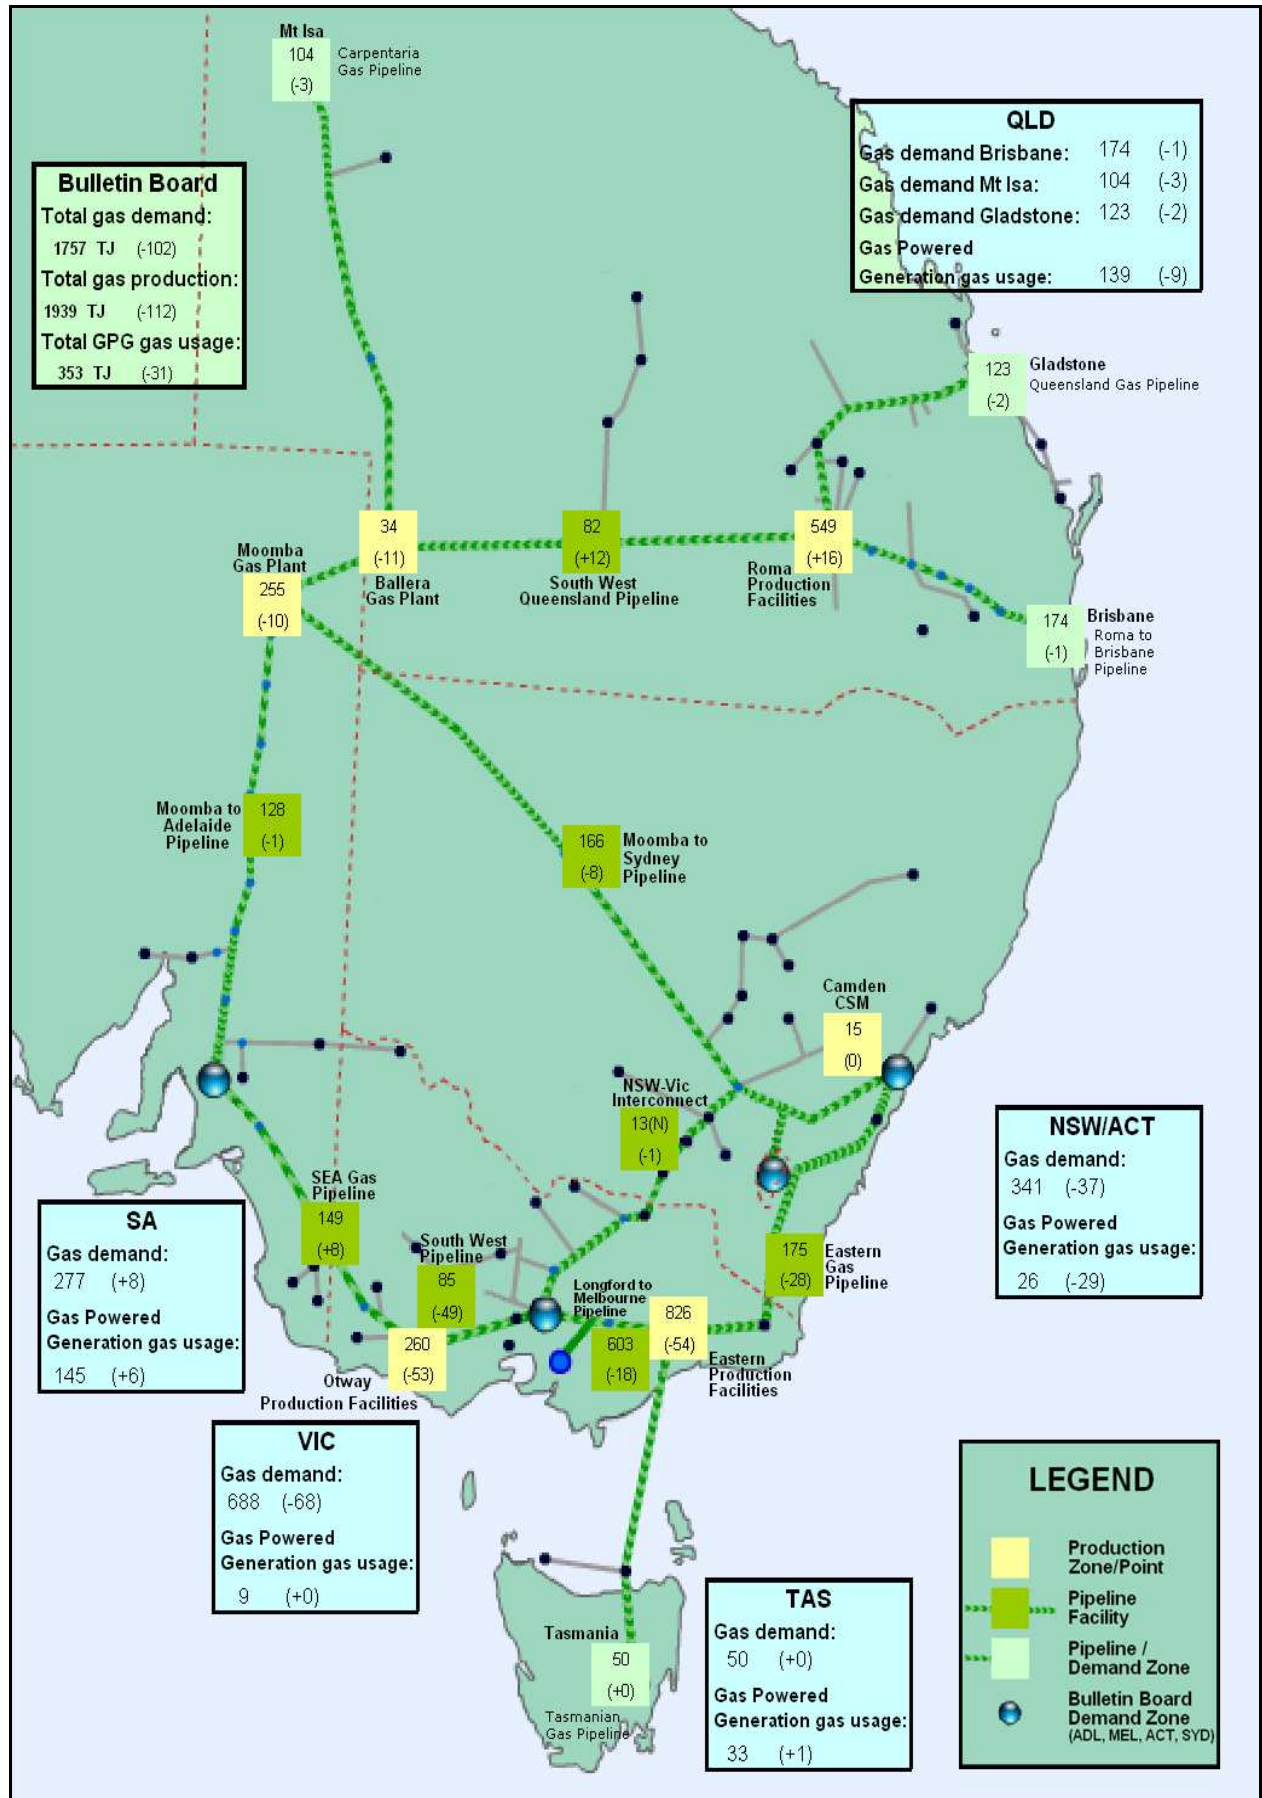 Mt Isa
104
(-3)
Carpentaria
Gas Pipeline
Bulletin Board
Total gas demand:
1757 TJ (-102)
Total gas production:
1939 TJ (-112)
Total GPG gas usage:
353 TJ (-31)
QLD
Gas demand Brisbane: 174 (-1)
Gas demand Mt Isa: 104 (-3)
Gas demand Gladstone: 123 (-2)
Gas Powered
Generation gas usage: 139 (-9)
123
(-2)
Gladstone
Queensland Gas Pipeline
34
(-11)
Ballera
Gas Plant
82
(+12)
South West
Queensland Pipeline
549
(+16)
Roma
Production
Facilities
Moomba
Gas Plant
255
(-10)
174
(-1)
Brisbane
Roma to
Brisbane
Pipeline
Moomba to
Adelaide
Pipeline
128
(-1)
166
(-8)
Moomba to
Sydney
Pipeline
Camden
CSM
15
(0)
NSW-Vic
Interconnect
13(N)
(-1)
NSW/ACT
Gas demand:
341 (-37)
Gas Powered
Generation gas usage:
26 (-29)
SEA Gas
Pipeline
149
(+8)
South West
Pipeline
85
(-49)
Longford to
Melbourne
Pipeline
603
(-18)
826
(-54)
Eastern
Production
Facilities
175
(-28)
Eastern
Gas
Pipeline
SA
Gas demand:
277 (+8)
Gas Powered
Generation gas usage:
145 (+6)
260
(-53)
Otway
Production Facilities
VIC
Gas demand:
688 (-68)
Gas Powered
Generation gas usage:
9 (+0)
Tasmania
50
(+0)
Tasmanian
Gas Pipeline
TAS
Gas demand:
50 (+0)
Gas Powered
Generation gas usage:
33 (+1)
LEGEND
Production
Zone/Point
Pipeline
Facility
Pipeline /
Demand Zone
Bulletin Board
Demand Zone
(ADL, MEL, ACT, SYD)